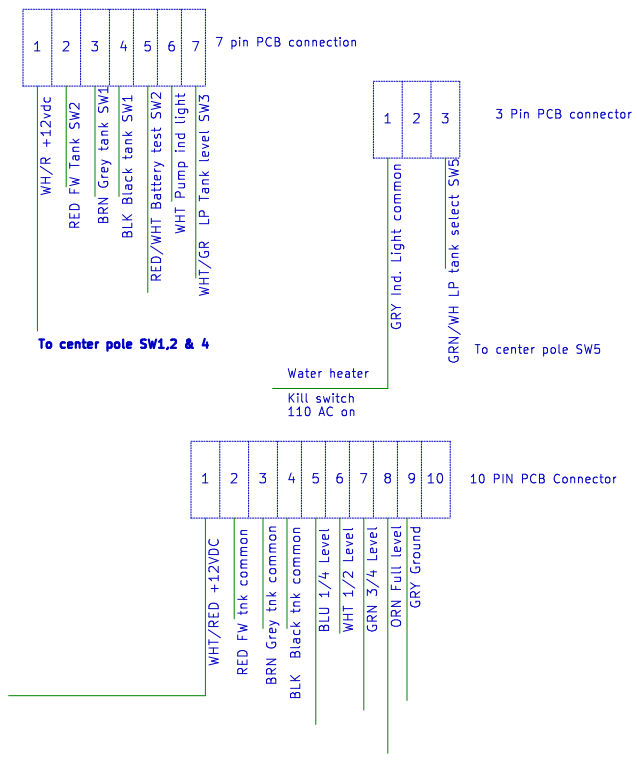 1 2 3 4 5 6 7
7 pin PCB connection
WH/R +12vdc
RED FW Tank SW2
BRN Grey tank SW1
BLK Black tank SW1
RED/WHT Battery test SW2
WHT Pump ind light
WHT/GR LP Tank level SW3
To center pole SW1,2 & 4
1 2 3
3 Pin PCB connector
GRY Ind. Light common
GRN/WH LP tank select SW5
To center pole SW5
Water heater
Kill switch
110 AC on
1 2 3 4 5 6 7 8 9 10
10 PIN PCB Connector
WHT/RED +12VDC
RED FW tnk common
BRN Grey tnk common
BLK Black tnk common
BLU 1/4 Level
WHT 1/2 Level
GRN 3/4 Level
ORN Full level
GRY Ground